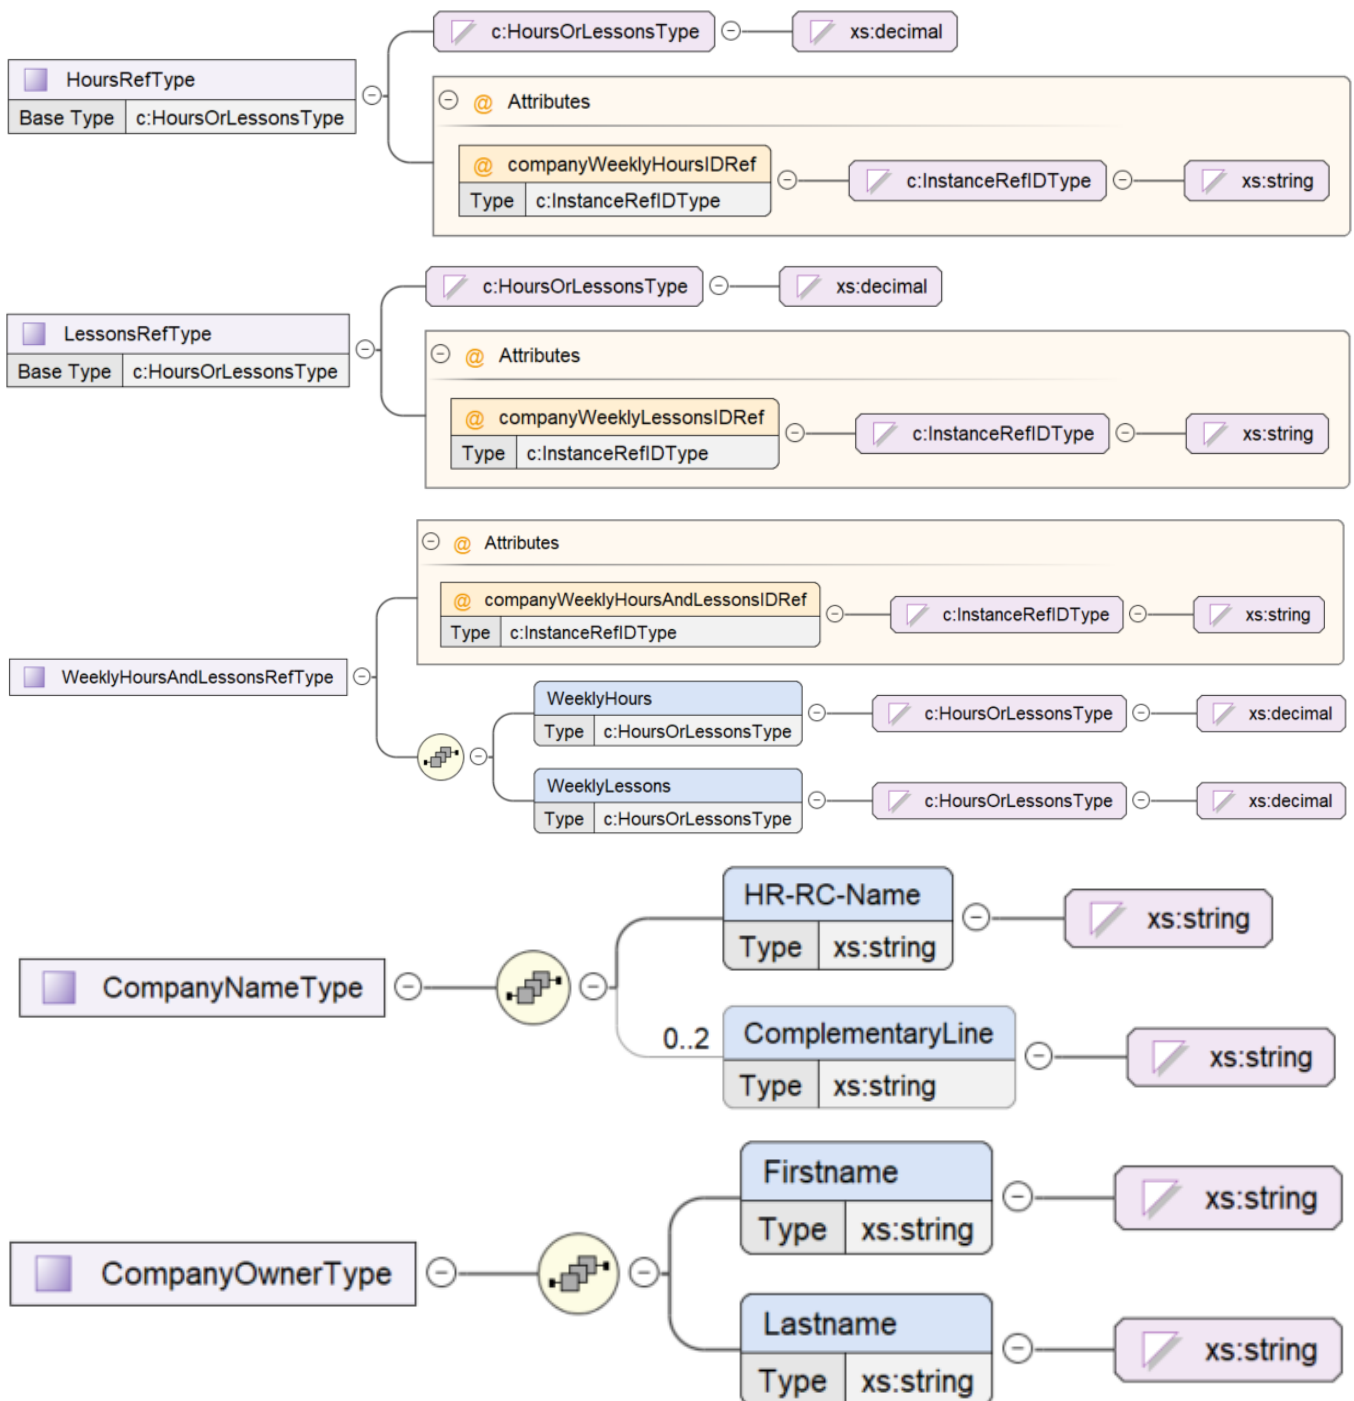 c:HoursOrLessonsType xs:decimal
HoursRefType
Base Type c:HoursOrLessonsType
@ Attributes
@ companyWeeklyHoursIDRef
Type c:InstanceRefIDType
c:InstanceRefIDType xs:string
c:HoursOrLessonsType xs:decimal
LessonsRefType
Base Type c:HoursOrLessonsType
@ Attributes
@ companyWeeklyLessonsIDRef
Type c:InstanceRefIDType
c:InstanceRefIDType xs:string
@ Attributes
@ companyWeeklyHoursAndLessonsIDRef
Type c:InstanceRefIDType
c:InstanceRefIDType xs:string
WeeklyHoursAndLessonsRefType
WeeklyHours
Type c:HoursOrLessonsType
c:HoursOrLessonsType xs:decimal
WeeklyLessons
Type c:HoursOrLessonsType
c:HoursOrLessonsType xs:decimal
CompanyNameType
HR-RC-Name
Type xs:string
xs:string
0..2
ComplementaryLine
Type xs:string
xs:string
CompanyOwnerType
Firstname
Type xs:string
xs:string
Lastname
Type xs:string
xs:string